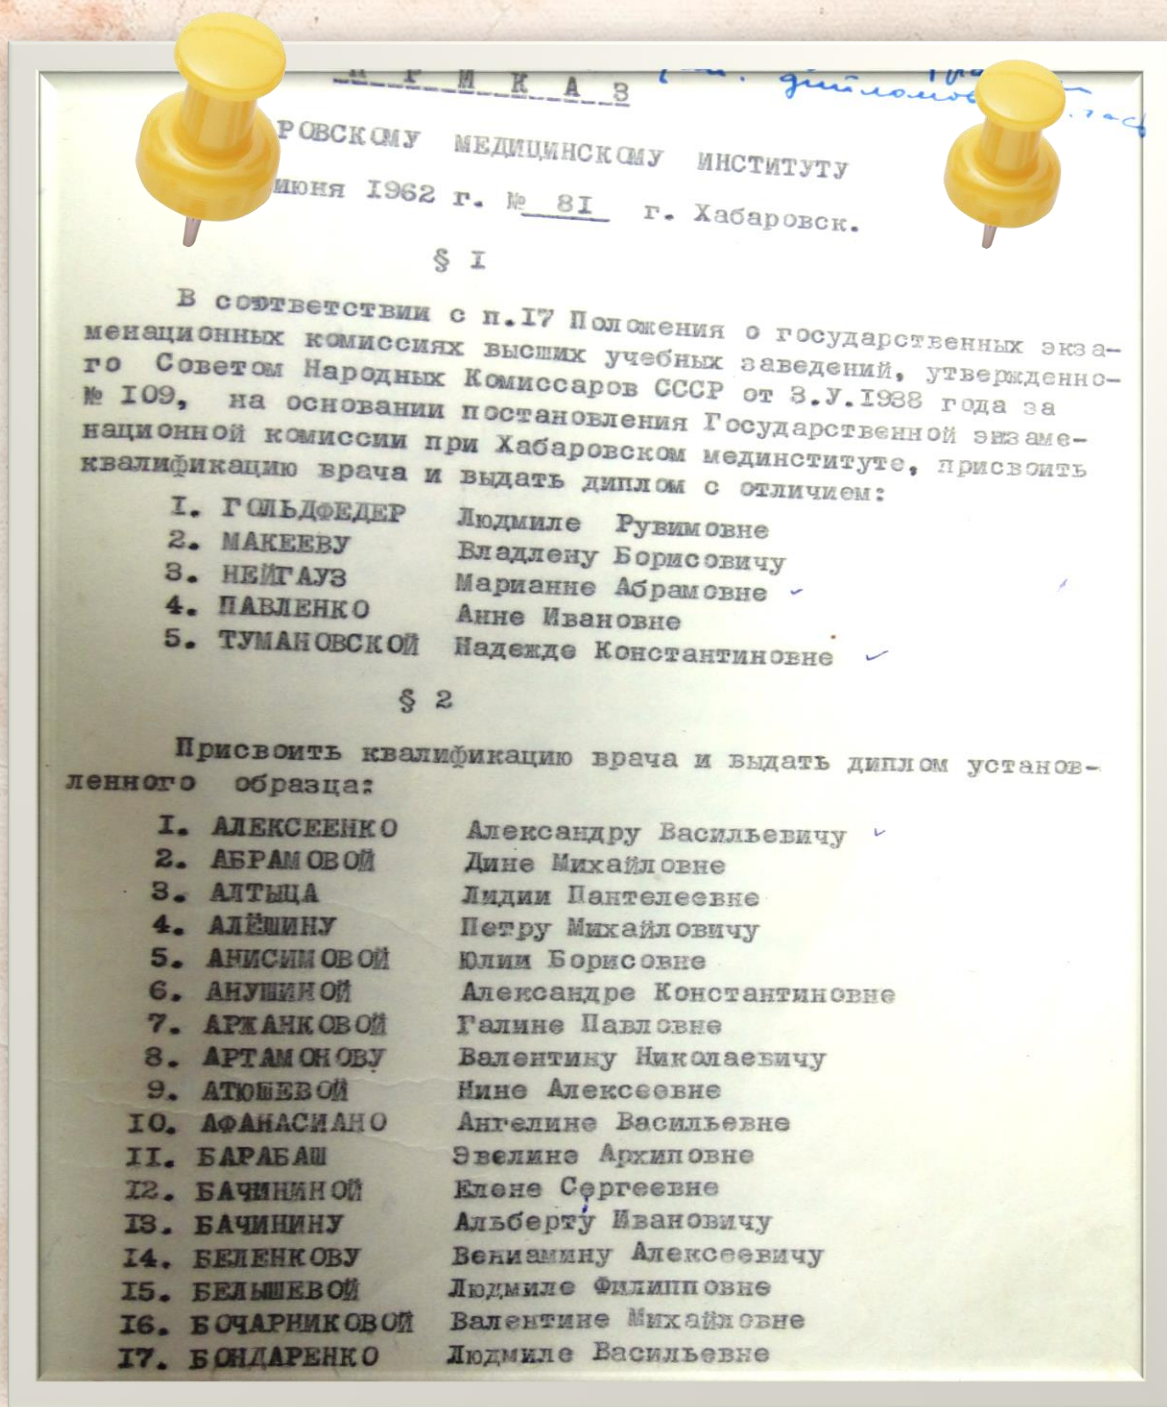 П Р И К А З
РОВСКОМУ МЕДИЦИНСКОМУ ИНСТИТУТУ
июня 1962 г. № 81 г. Хабаровск.
§ I
В соответствии с п.17 Положения о государственных экза-
менационных комиссиях высших учебных заведений, утвержденно-
го Советом Народных Комиссаров СССР от 3.У.1938 года за
№ 109, на основании постановления Государственной экзаме-
национной комиссии при Хабаровском мединституте, присвоить
квалификацию врача и выдать диплом с отличием:
1. ГОЛЬДФЕДЕР Людмиле Рувимовне
2. МАКЕЕВУ Владлену Борисовичу
3. НЕЙГАУЗ Марианне Абрамовне
4. ПАВЛЕНКО Анне Ивановне
5. ТУМАНОВСКОЙ Надежде Константиновне
§ 2
Присвоить квалификацию врача и выдать диплом установ-
ленного образца:
1. АЛЕКСЕЕНКО Александру Васильевичу
2. АБРАМОВОЙ Дине Михайловне
3. АЛТЫЦА Лидии Пантелеевне
4. АЛЁШИНУ Петру Михайловичу
5. АНИСИМОВОЙ Юлии Борисовне
6. АНУШИНОЙ Александре Константиновне
7. АРЖАНКОВОЙ Галине Павловне
8. АРТАМОНОВУ Валентину Николаевичу
9. АТЮШЕВОЙ Нине Алексеевне
10. АФАНАСИАНО Ангелине Васильевне
11. БАРАБАШ Эвелине Архиповне
12. БАЧИНИНОЙ Елене Сергеевне
13. БАЧИНИНУ Альберту Ивановичу
14. БЕЛЕНКОВУ Вениамину Алексеевичу
15. БЕЛЫШЕВОЙ Людмиле Филипповне
16. БОЧАРНИКОВОЙ Валентине Михайловне
17. БОНДАРЕНКО Людмиле Васильевне